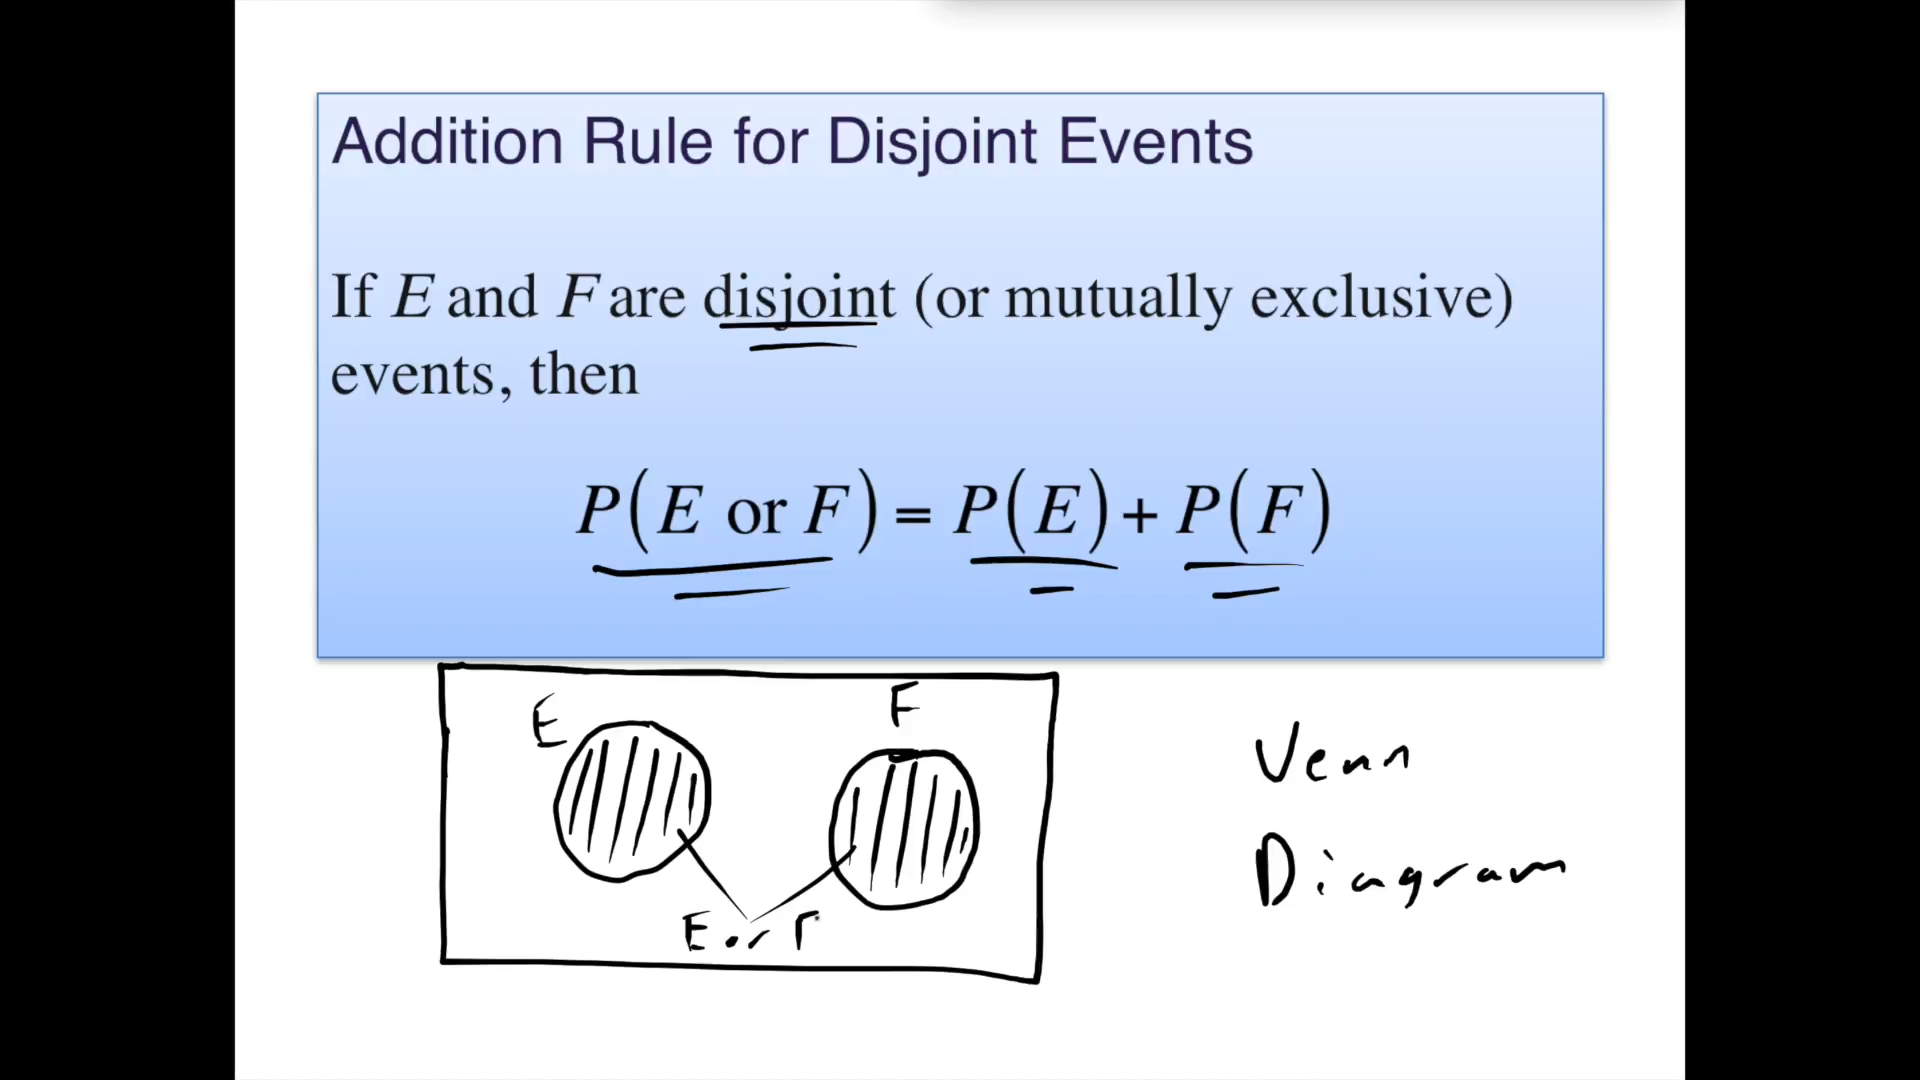 Addition Rule for Disjoint Events
If E and F are disjoint (or mutually exclusive)
events, then
P(E or F) = P(E) + P(F)
E
F
E or F
Venn
Diagram